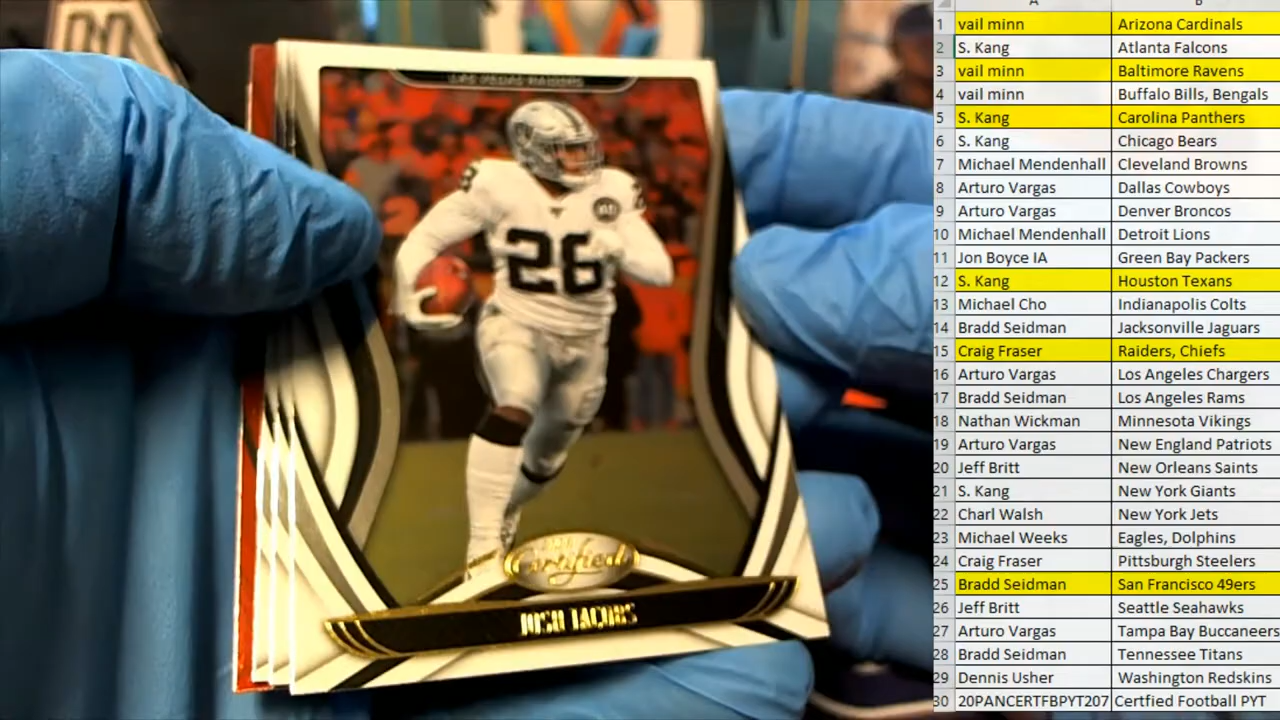 LAS VEGAS RAIDERS
26
Certified
JOSH JACOBS
A B
1 vail minn Arizona Cardinals
2 S. Kang Atlanta Falcons
3 vail minn Baltimore Ravens
4 vail minn Buffalo Bills, Bengals
5 S. Kang Carolina Panthers
6 S. Kang Chicago Bears
7 Michael Mendenhall Cleveland Browns
8 Arturo Vargas Dallas Cowboys
9 Arturo Vargas Denver Broncos
10 Michael Mendenhall Detroit Lions
11 Jon Boyce IA Green Bay Packers
12 S. Kang Houston Texans
13 Michael Cho Indianapolis Colts
14 Bradd Seidman Jacksonville Jaguars
15 Craig Fraser Raiders, Chiefs
16 Arturo Vargas Los Angeles Chargers
17 Bradd Seidman Los Angeles Rams
18 Nathan Wickman Minnesota Vikings
19 Arturo Vargas New England Patriots
20 Jeff Britt New Orleans Saints
21 S. Kang New York Giants
22 Charl Walsh New York Jets
23 Michael Weeks Eagles, Dolphins
24 Craig Fraser Pittsburgh Steelers
25 Bradd Seidman San Francisco 49ers
26 Jeff Britt Seattle Seahawks
27 Arturo Vargas Tampa Bay Buccaneers
28 Bradd Seidman Tennessee Titans
29 Dennis Usher Washington Redskins
30 20PANCERTFBPYT207 Certfied Football PYT